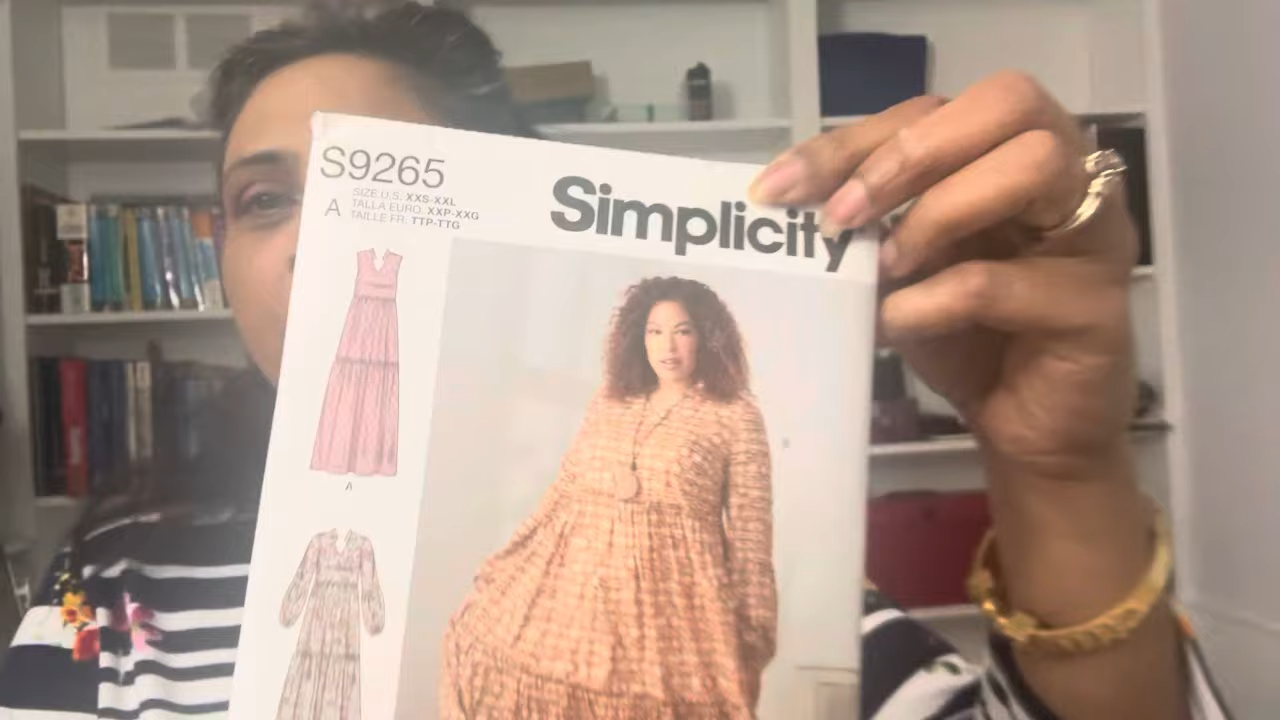 S9265
SIZE U.S. XXS-XXL
A
TALLA EURO. XXP-XXG
TAILLE FR. TTP-TTG
Simplicity
A